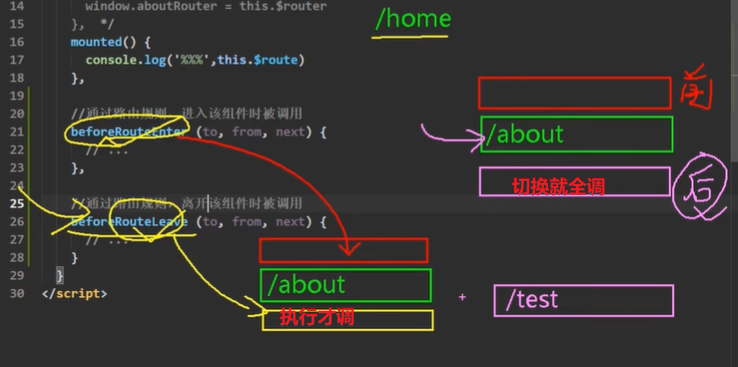 14 window.aboutRouter = this.$router
15 }, */
16 mounted() {
17 console.log('%%%',this.$route)
18 },
19
20 //通过路由规则，进入该组件时被调用
21 beforeRouteEnter (to, from, next) {
22 // ...
23 },
24
25 //通过路由规则，离开该组件时被调用
26 beforeRouteLeave (to, from, next) {
27 // ...
28 }
29 }
30 </script>
/home
前
/about
切换就全调
后
/about
执行才调
+
/test